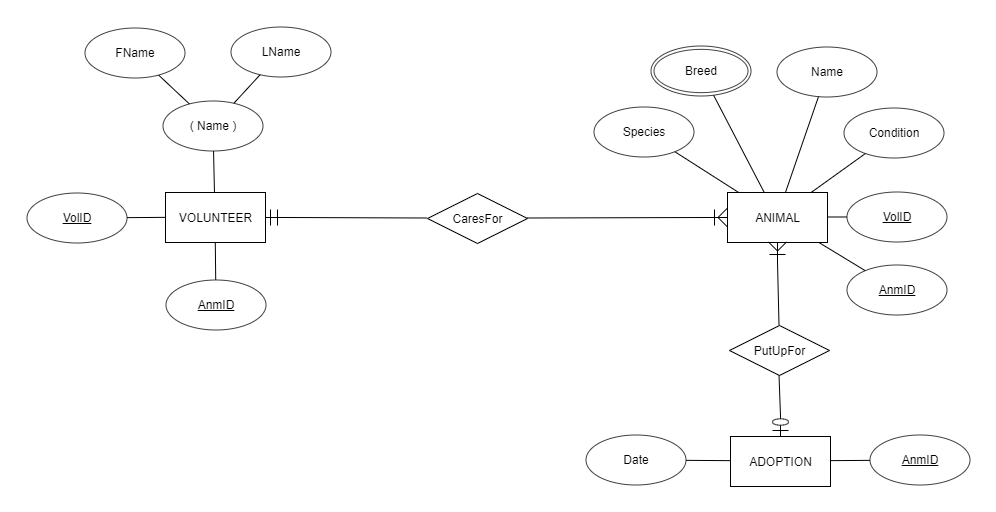 FName
LName
( Name )
VolID
VOLUNTEER
AnmID
CaresFor
Breed
Name
Species
Condition
ANIMAL
VolID
AnmID
PutUpFor
Date
ADOPTION
AnmID